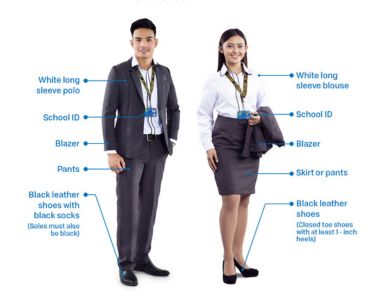 White long
sleeve polo
School ID
Blazer
Pants
Black leather
shoes with
black socks
(Soles must also
be black)
White long
sleeve blouse
School ID
Blazer
Skirt or pants
Black leather
shoes
(Closed toe shoes
with at least 1 - inch
heels)